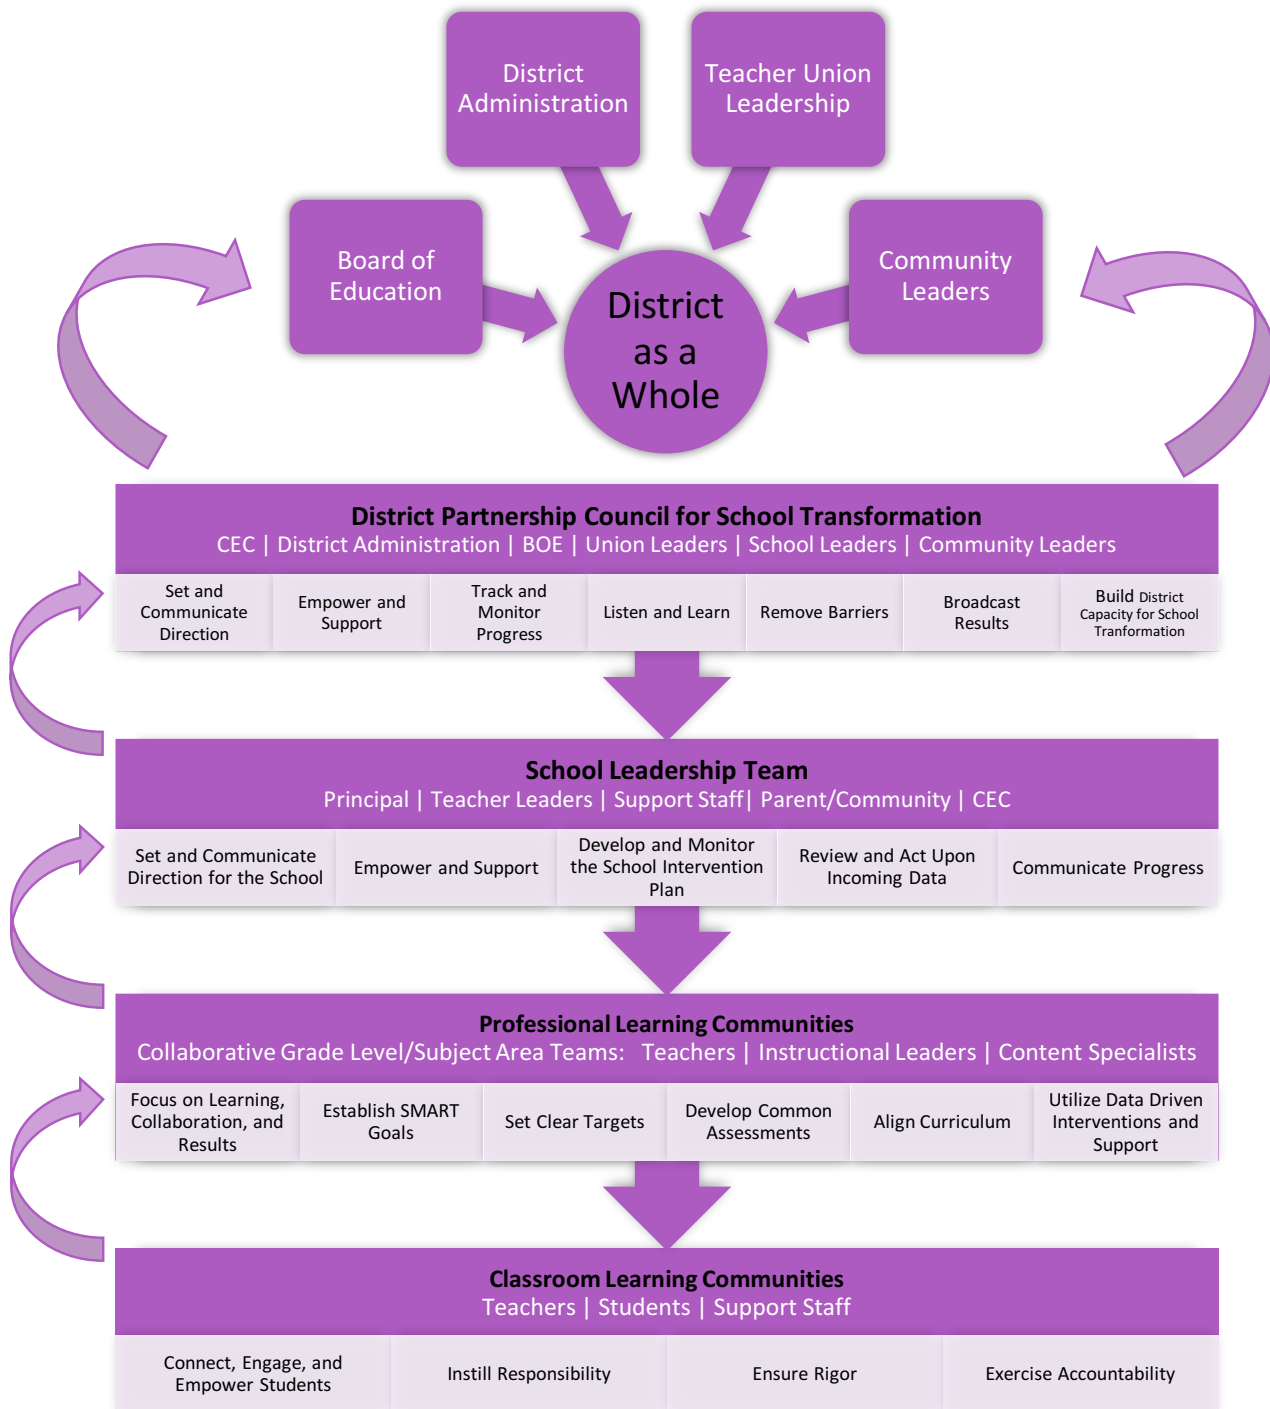 District
Administration
Teacher Union
Leadership
Board of
Education
Community
Leaders
District
as a
Whole
District Partnership Council for School Transformation
CEC | District Administration | BOE | Union Leaders | School Leaders | Community Leaders
Set and
Communicate
Direction
Empower and
Support
Track and
Monitor
Progress
Listen and Learn
Remove Barriers
Broadcast
Results
Build District
Capacity for School
Tranformation
School Leadership Team
Principal | Teacher Leaders | Support Staff| Parent/Community | CEC
Set and Communicate
Direction for the School
Empower and Support
Develop and Monitor
the School Intervention
Plan
Review and Act Upon
Incoming Data
Communicate Progress
Professional Learning Communities
Collaborative Grade Level/Subject Area Teams: Teachers | Instructional Leaders | Content Specialists
Focus on Learning,
Collaboration, and
Results
Establish SMART
Goals
Set Clear Targets
Develop Common
Assessments
Align Curriculum
Utilize Data Driven
Interventions and
Support
Classroom Learning Communities
Teachers | Students | Support Staff
Connect, Engage, and
Empower Students
Instill Responsibility
Ensure Rigor
Exercise Accountability